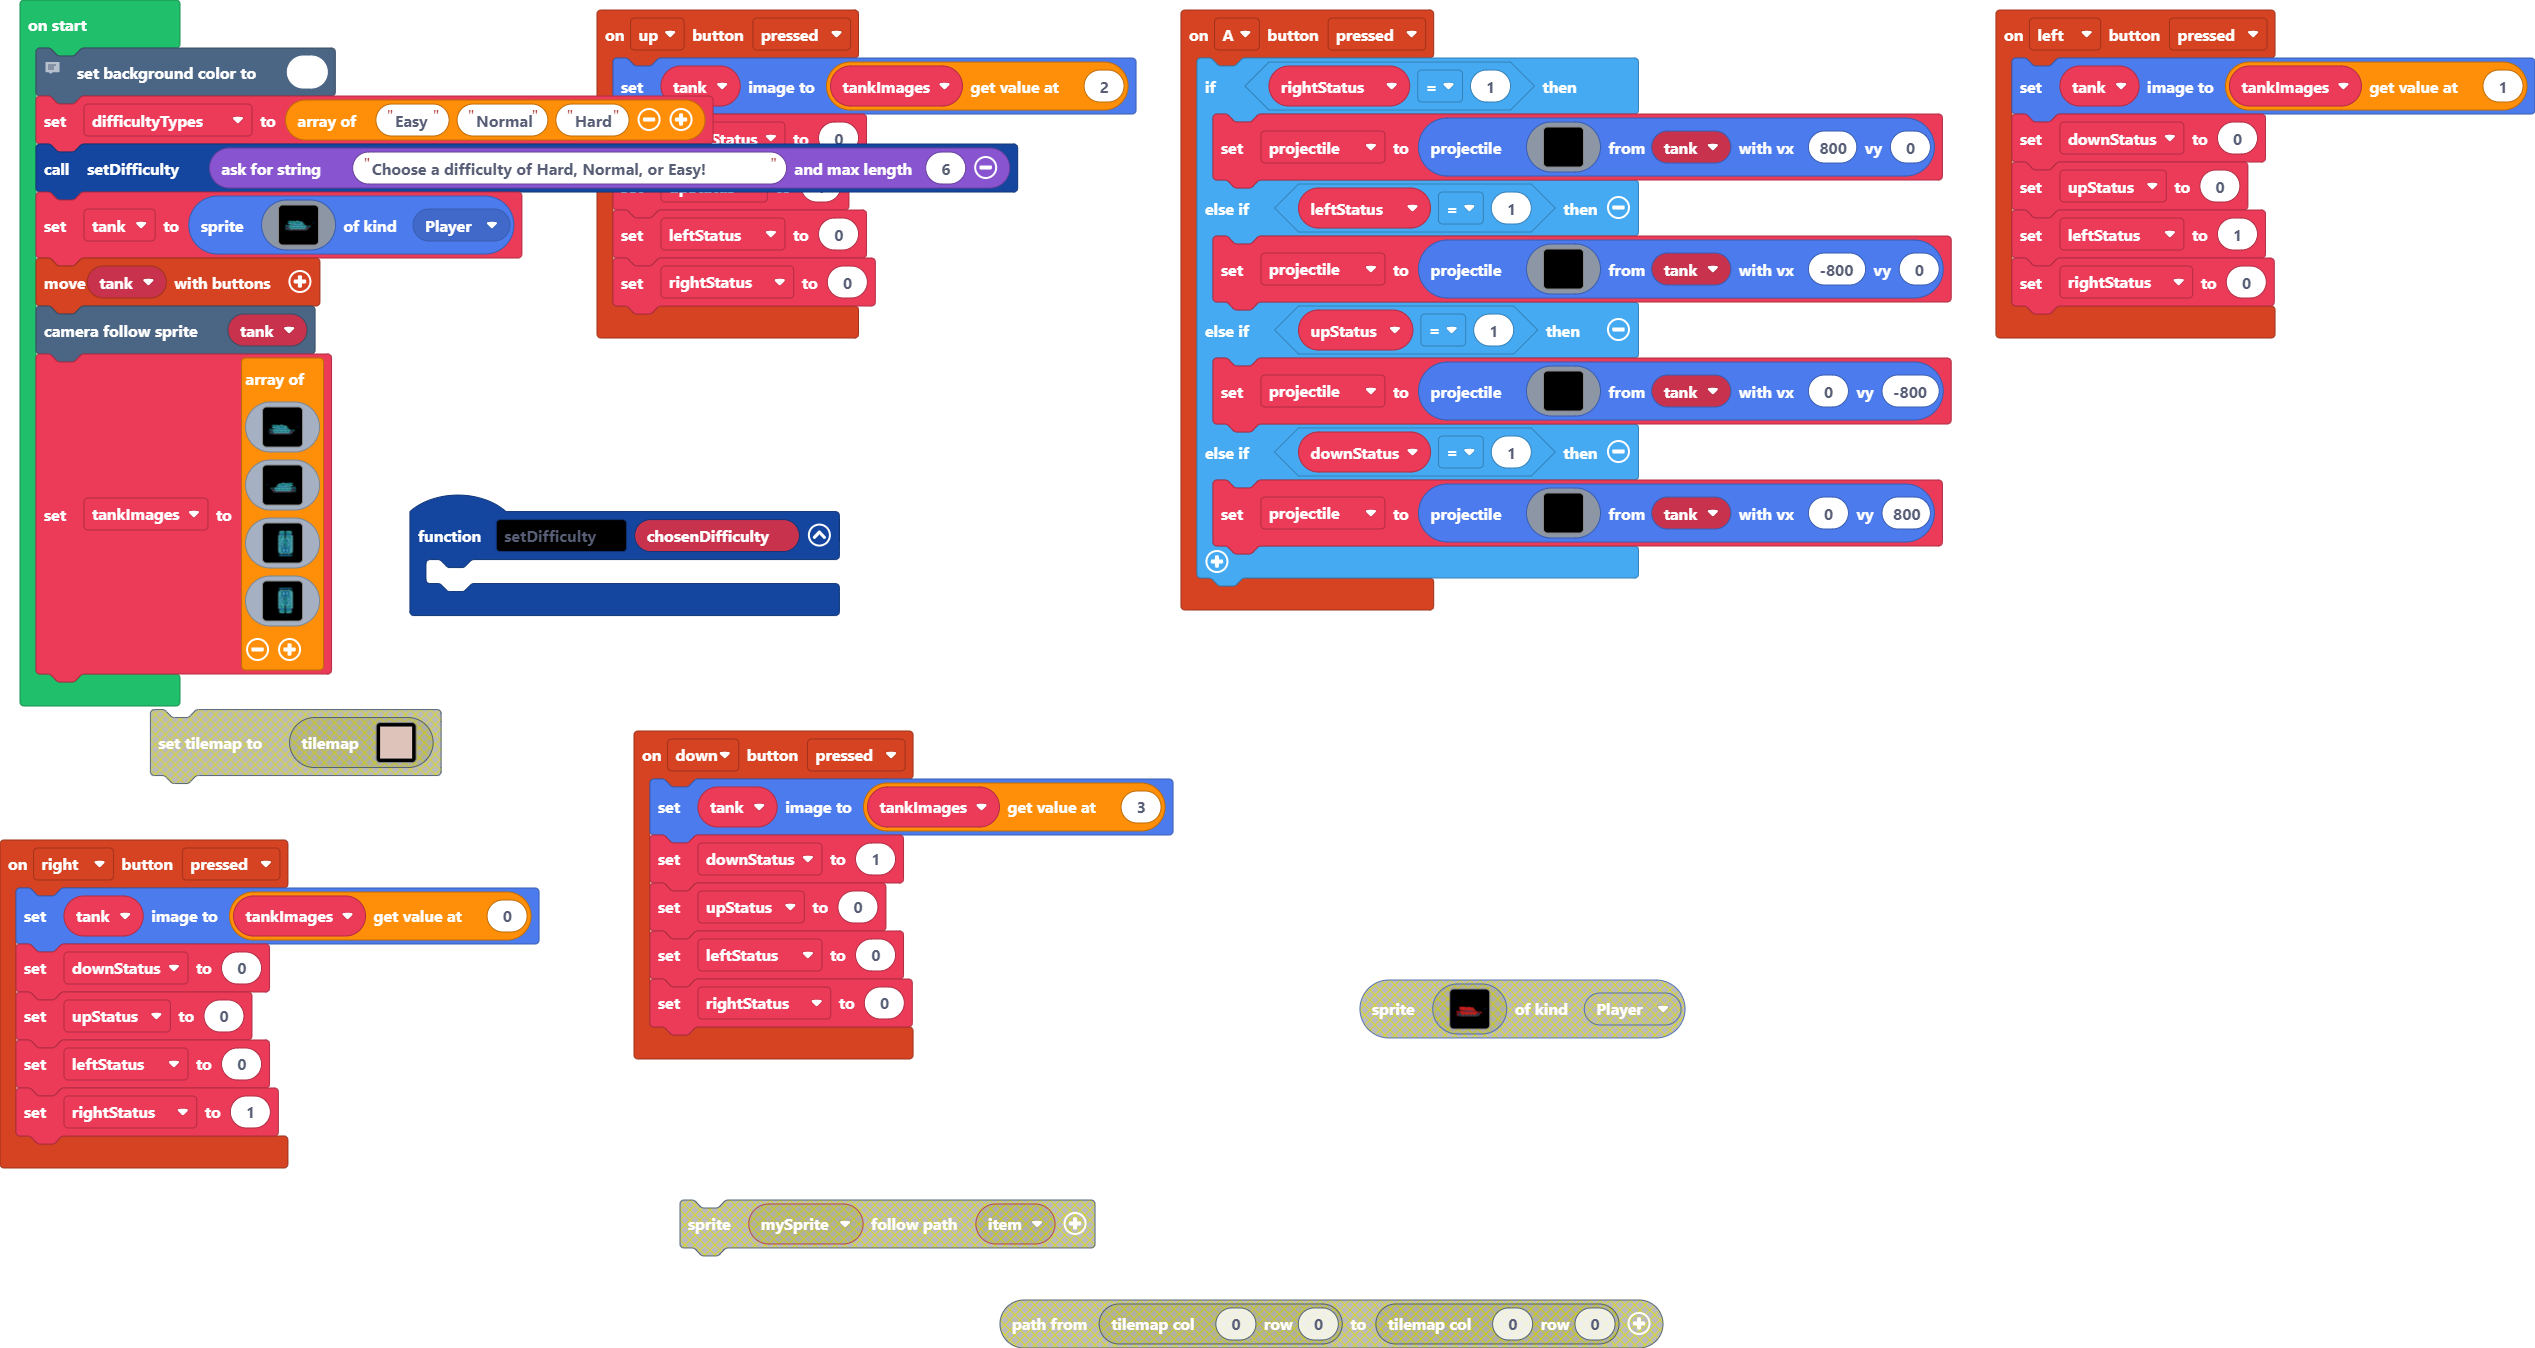 on start
set background color to
set difficultyTypes to array of "Easy" "Normal" "Hard"
call setDifficulty ask for string "Choose a difficulty of Hard, Normal, or Easy!" and max length 6
set tank to sprite of kind Player
move tank with buttons
camera follow sprite tank
set tankImages to array of
set tilemap to tilemap
on up button pressed
set tank image to tankImages get value at 2
Status to 0
set leftStatus to 0
set rightStatus to 0
function setDifficulty chosenDifficulty
on A button pressed
if rightStatus = 1 then
set projectile to projectile from tank with vx 800 vy 0
else if leftStatus = 1 then
set projectile to projectile from tank with vx -800 vy 0
else if upStatus = 1 then
set projectile to projectile from tank with vx 0 vy -800
else if downStatus = 1 then
set projectile to projectile from tank with vx 0 vy 800
on left button pressed
set tank image to tankImages get value at 1
set downStatus to 0
set upStatus to 0
set leftStatus to 1
set rightStatus to 0
on right button pressed
set tank image to tankImages get value at 0
set downStatus to 0
set upStatus to 0
set leftStatus to 0
set rightStatus to 1
on down button pressed
set tank image to tankImages get value at 3
set downStatus to 1
set upStatus to 0
set leftStatus to 0
set rightStatus to 0
sprite of kind Player
sprite mySprite follow path item
path from tilemap col 0 row 0 to tilemap col 0 row 0